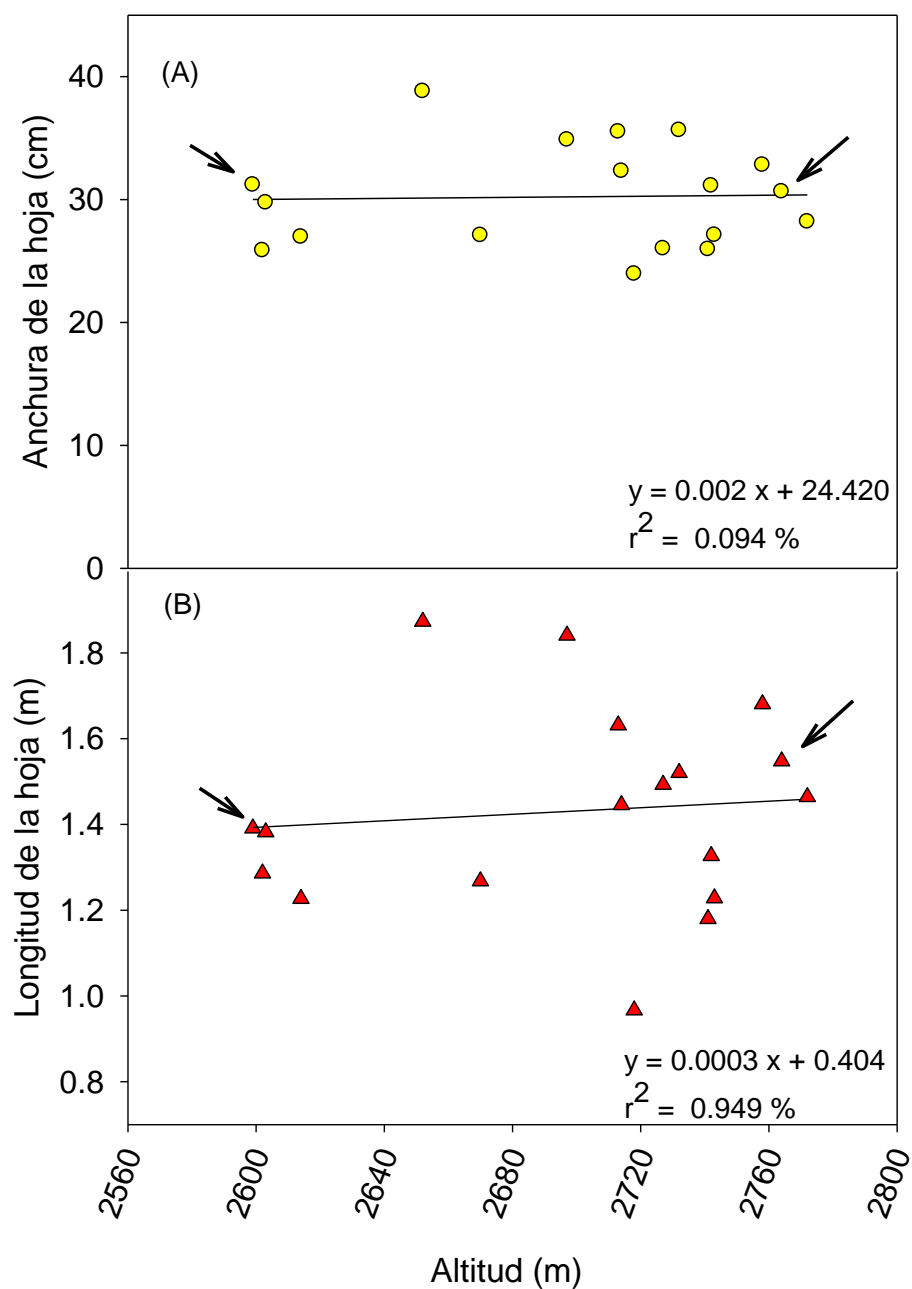 (A)
Anchura de la hoja (cm)
40
30
20
10
0
y = 0.002 x + 24.420
r2 = 0.094 %
(B)
Longitud de la hoja (m)
1.8
1.6
1.4
1.2
1.0
0.8
y = 0.0003 x + 0.404
r2 = 0.949 %
2560 2600 2640 2680 2720 2760 2800
Altitud (m)